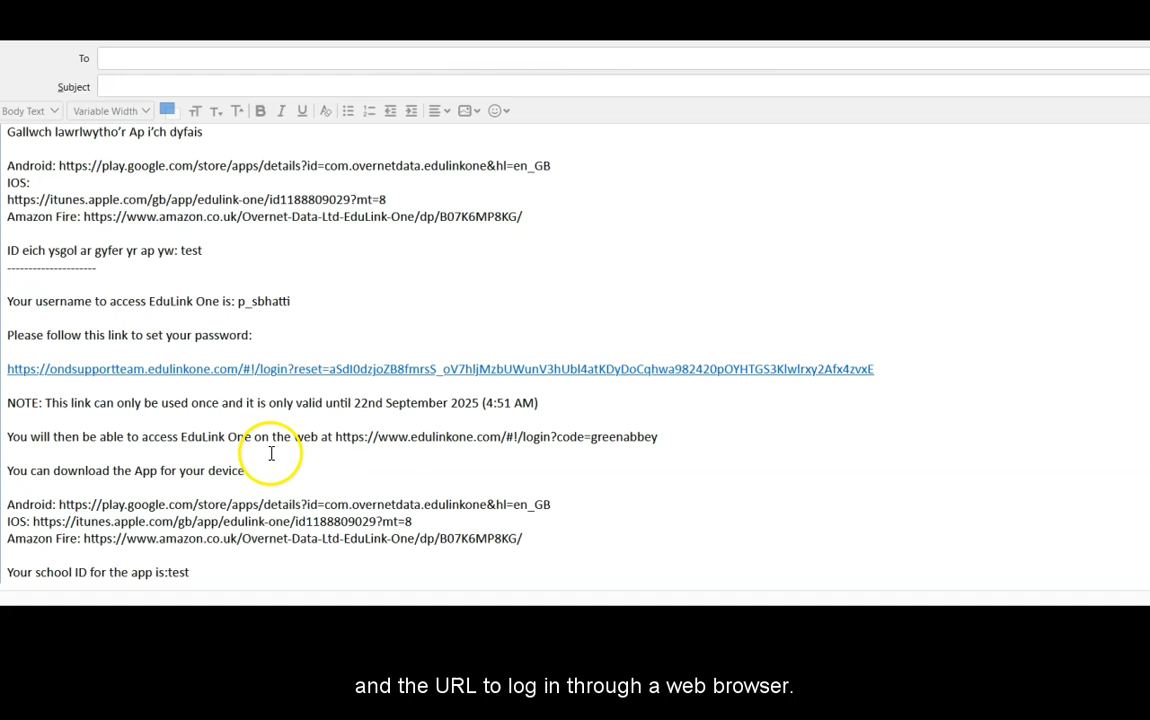 To
Subject
Body Text Variable Width
Gallwch lawrlwytho'r Ap i'ch dyfais
Android: https://play.google.com/store/apps/details?id=com.overnetdata.edulinkone&hl=en_GB
IOS:
https://itunes.apple.com/gb/app/edulink-one/id1188809029?mt=8
Amazon Fire: https://www.amazon.co.uk/Overnet-Data-Ltd-EduLink-One/dp/B07K6MP8KG/
ID eich ysgol ar gyfer yr ap yw: test
---------------------
Your username to access EduLink One is: p_sbhatti
Please follow this link to set your password:
https://ondsupportteam.edulinkone.com/#!/login?reset=aSdI0dzjoZB8fmrsS_oV7hljMzbUWunV3hUbl4atKDyDoCqhwa982420pOYHTGS3Klwlrxy2Afx4zvxE
NOTE: This link can only be used once and it is only valid until 22nd September 2025 (4:51 AM)
You will then be able to access EduLink One on the web at https://www.edulinkone.com/#!/login?code=greenabbey
You can download the App for your device
Android: https://play.google.com/store/apps/details?id=com.overnetdata.edulinkone&hl=en_GB
IOS: https://itunes.apple.com/gb/app/edulink-one/id1188809029?mt=8
Amazon Fire: https://www.amazon.co.uk/Overnet-Data-Ltd-EduLink-One/dp/B07K6MP8KG/
Your school ID for the app is:test
and the URL to log in through a web browser.